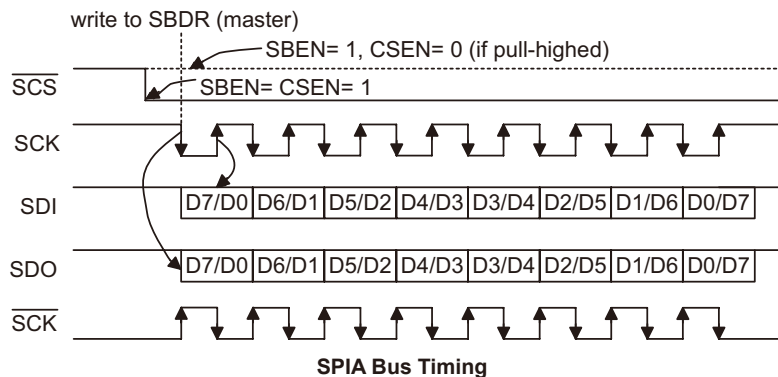 write to SBDR (master)
SBEN= 1, CSEN= 0 (if pull-highed)
SCS
SBEN= CSEN= 1
SCK
SDI
D7/D0 D6/D1 D5/D2 D4/D3 D3/D4 D2/D5 D1/D6 D0/D7
SDO
D7/D0 D6/D1 D5/D2 D4/D3 D3/D4 D2/D5 D1/D6 D0/D7
SCK
SPIA Bus Timing